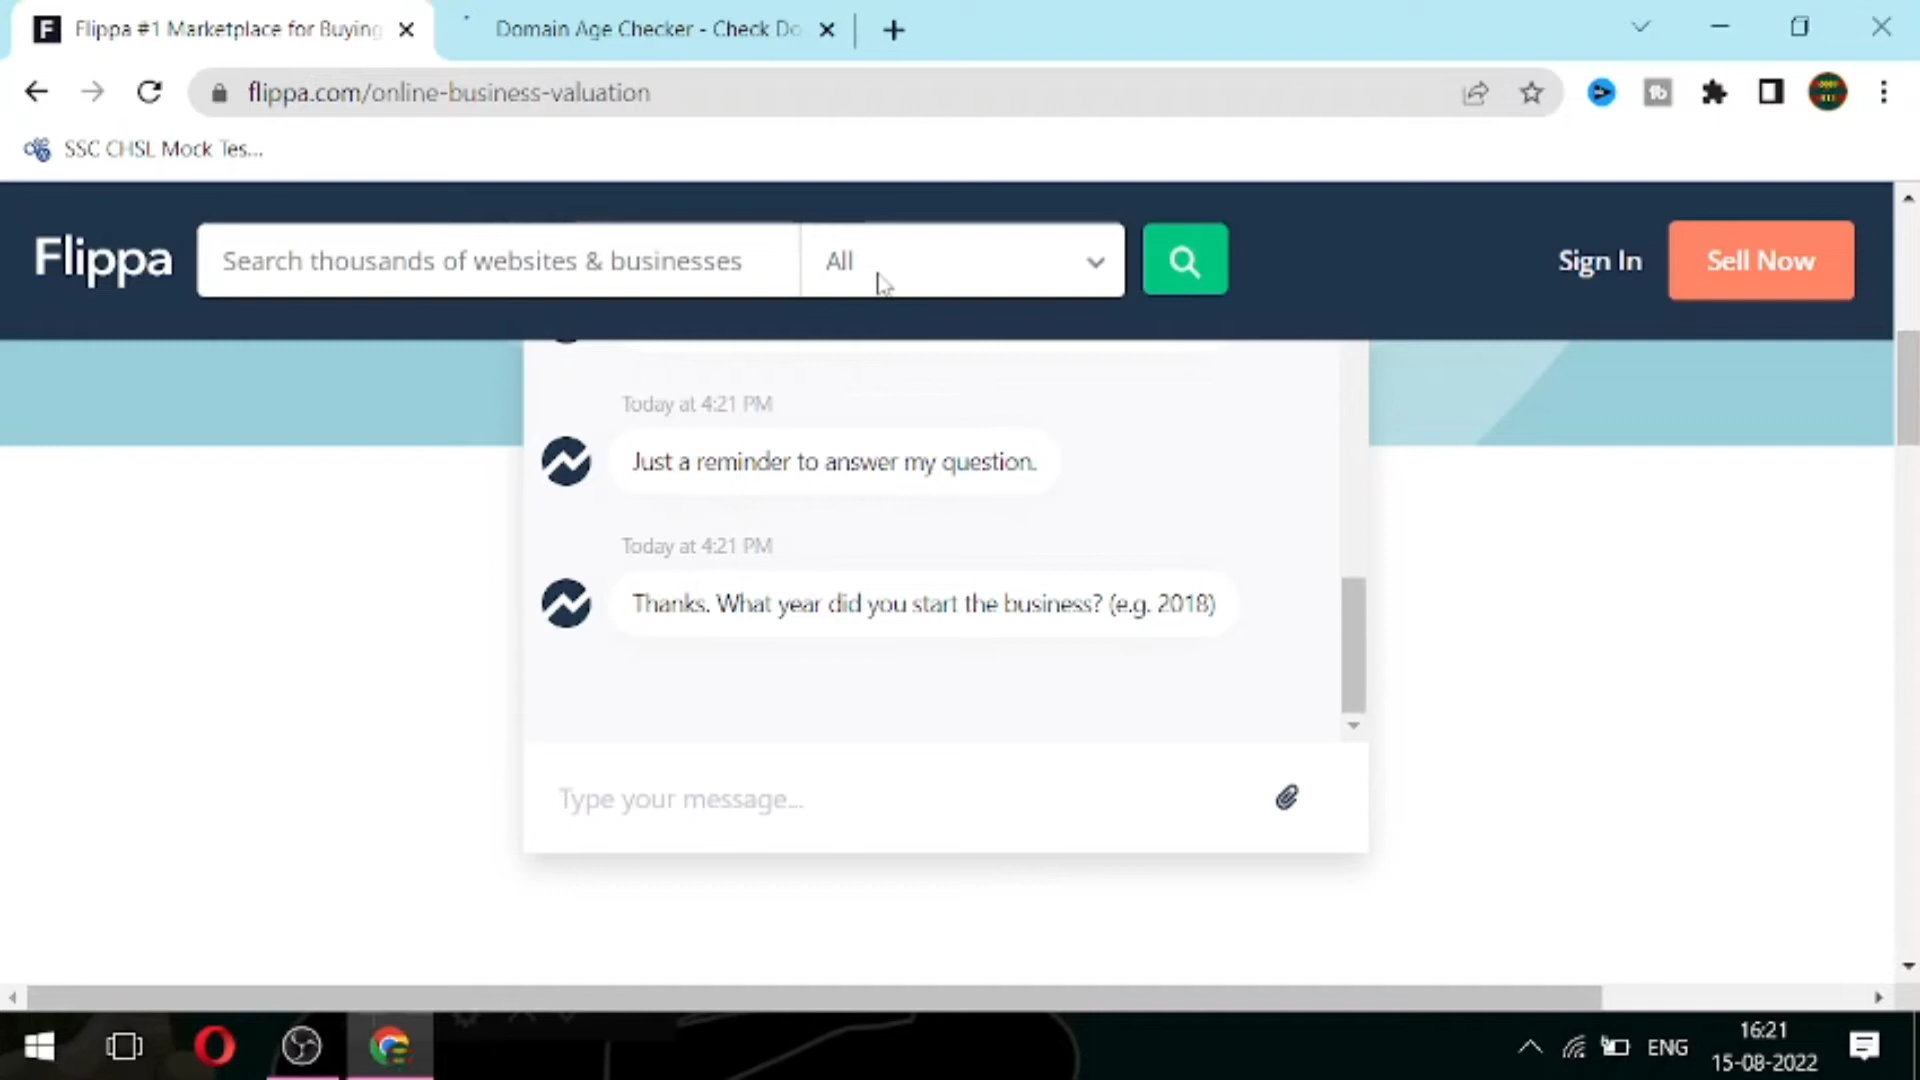 Flippa #1 Marketplace for Buying
Domain Age Checker - Check Do
flippa.com/online-business-valuation
SSC CHSL Mock Tes...
Flippa
Search thousands of websites & businesses
All
Sign In
Sell Now
Today at 4:21 PM
Just a reminder to answer my question.
Today at 4:21 PM
Thanks. What year did you start the business? (e.g. 2018)
Type your message...
ENG
16:21
15-08-2022